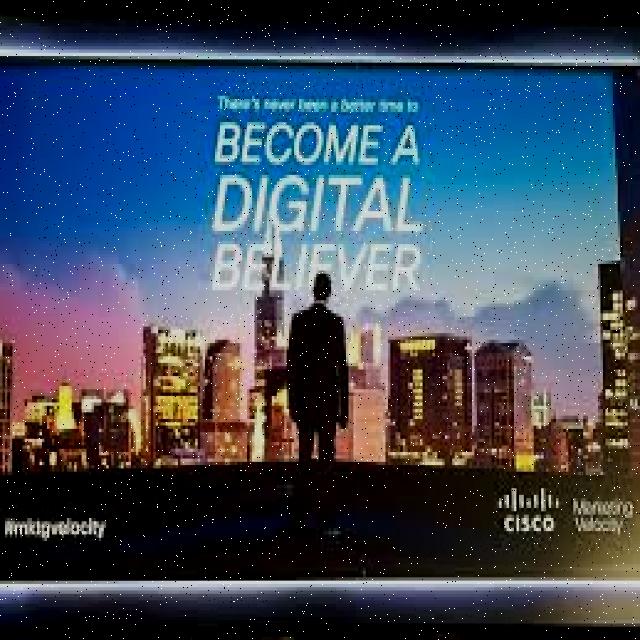 There's never been a better time to
BECOME A
DIGITAL
BELIEVER
#mktgvelocity
CISCO
Marketing
Velocity